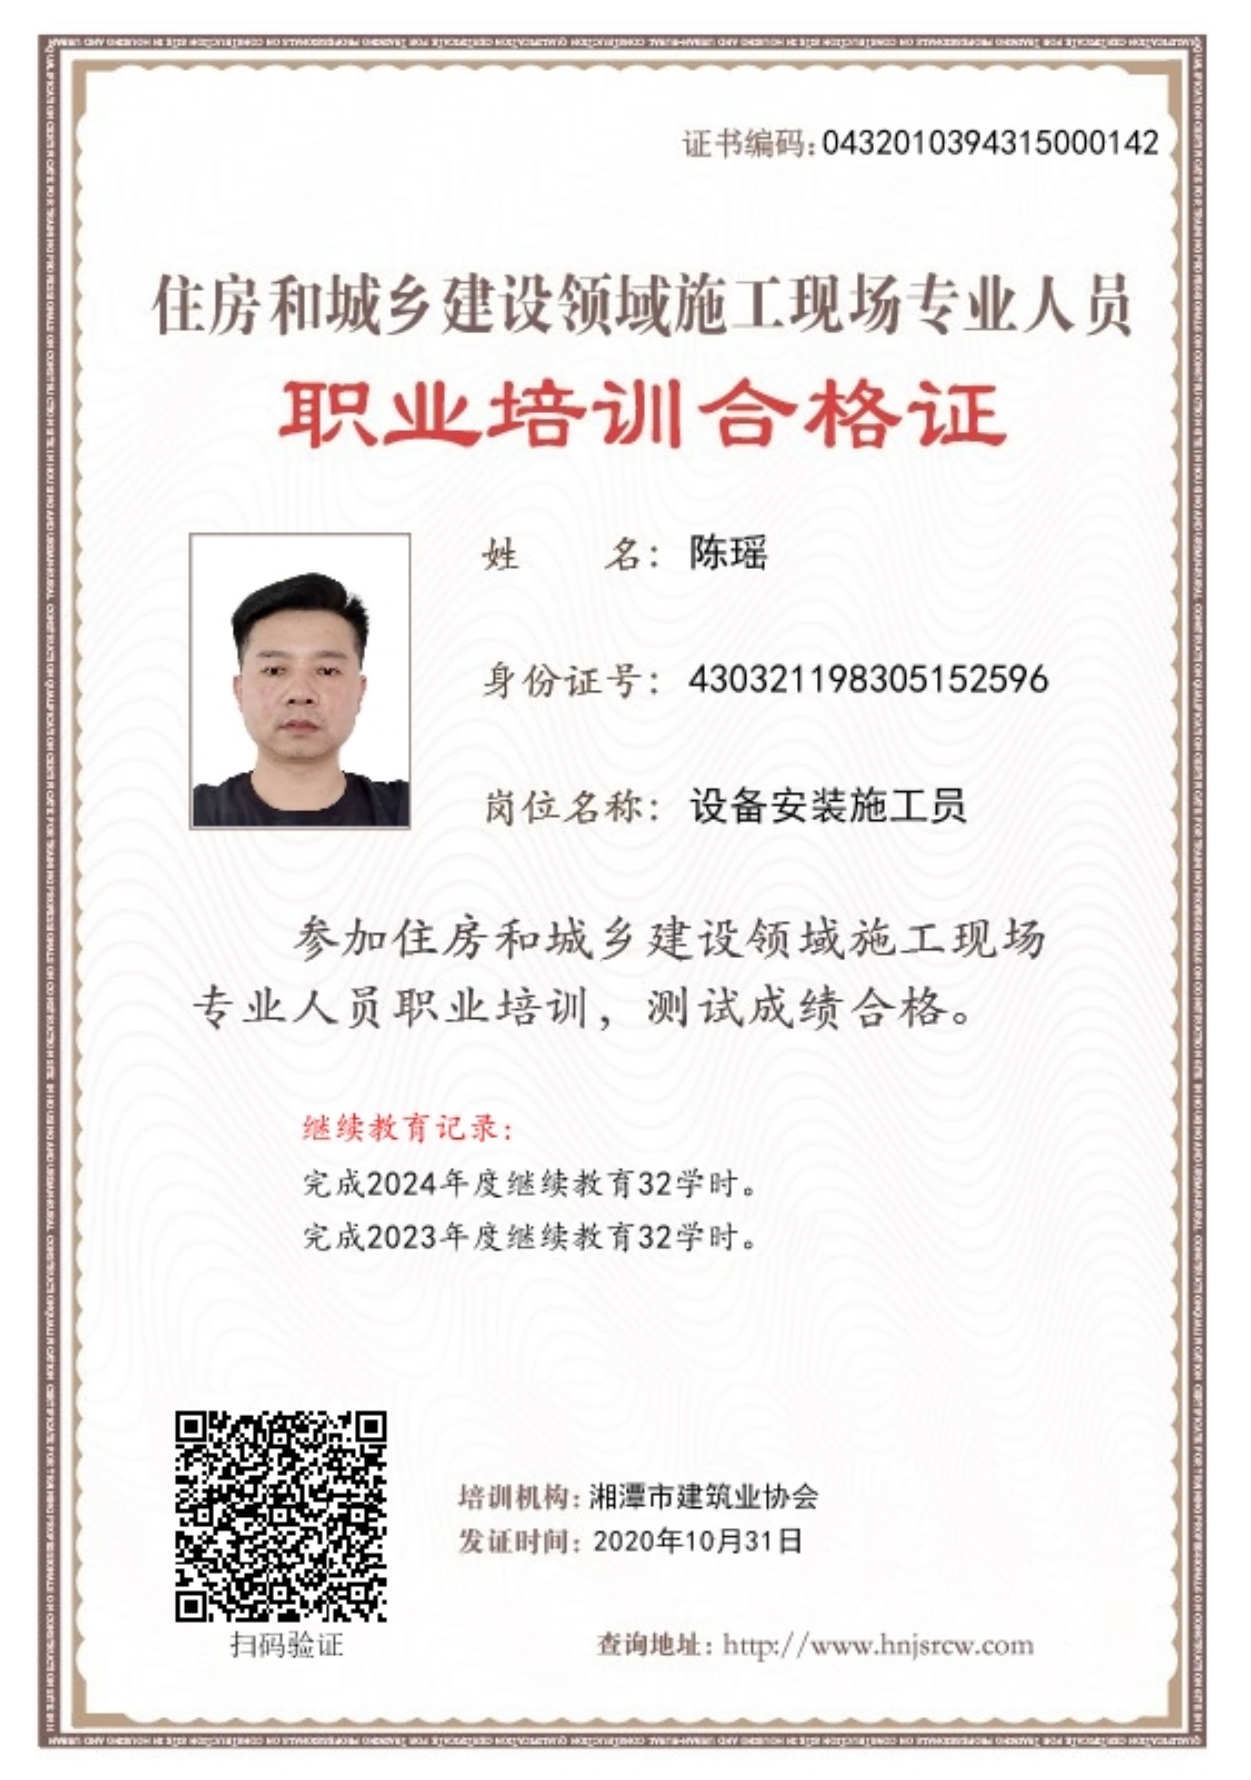 证书编码:0432010394315000142
住房和城乡建设领域施工现场专业人员
职业培训合格证
姓 名： 陈瑶
身份证号： 430321198305152596
岗位名称： 设备安装施工员
参加住房和城乡建设领域施工现场
专业人员职业培训，测试成绩合格。
继续教育记录：
完成2024年度继续教育32学时。
完成2023年度继续教育32学时。
培训机构: 湘潭市建筑业协会
发证时间: 2020年10月31日
扫码验证
查询地址: http://www.hnjsrcw.com